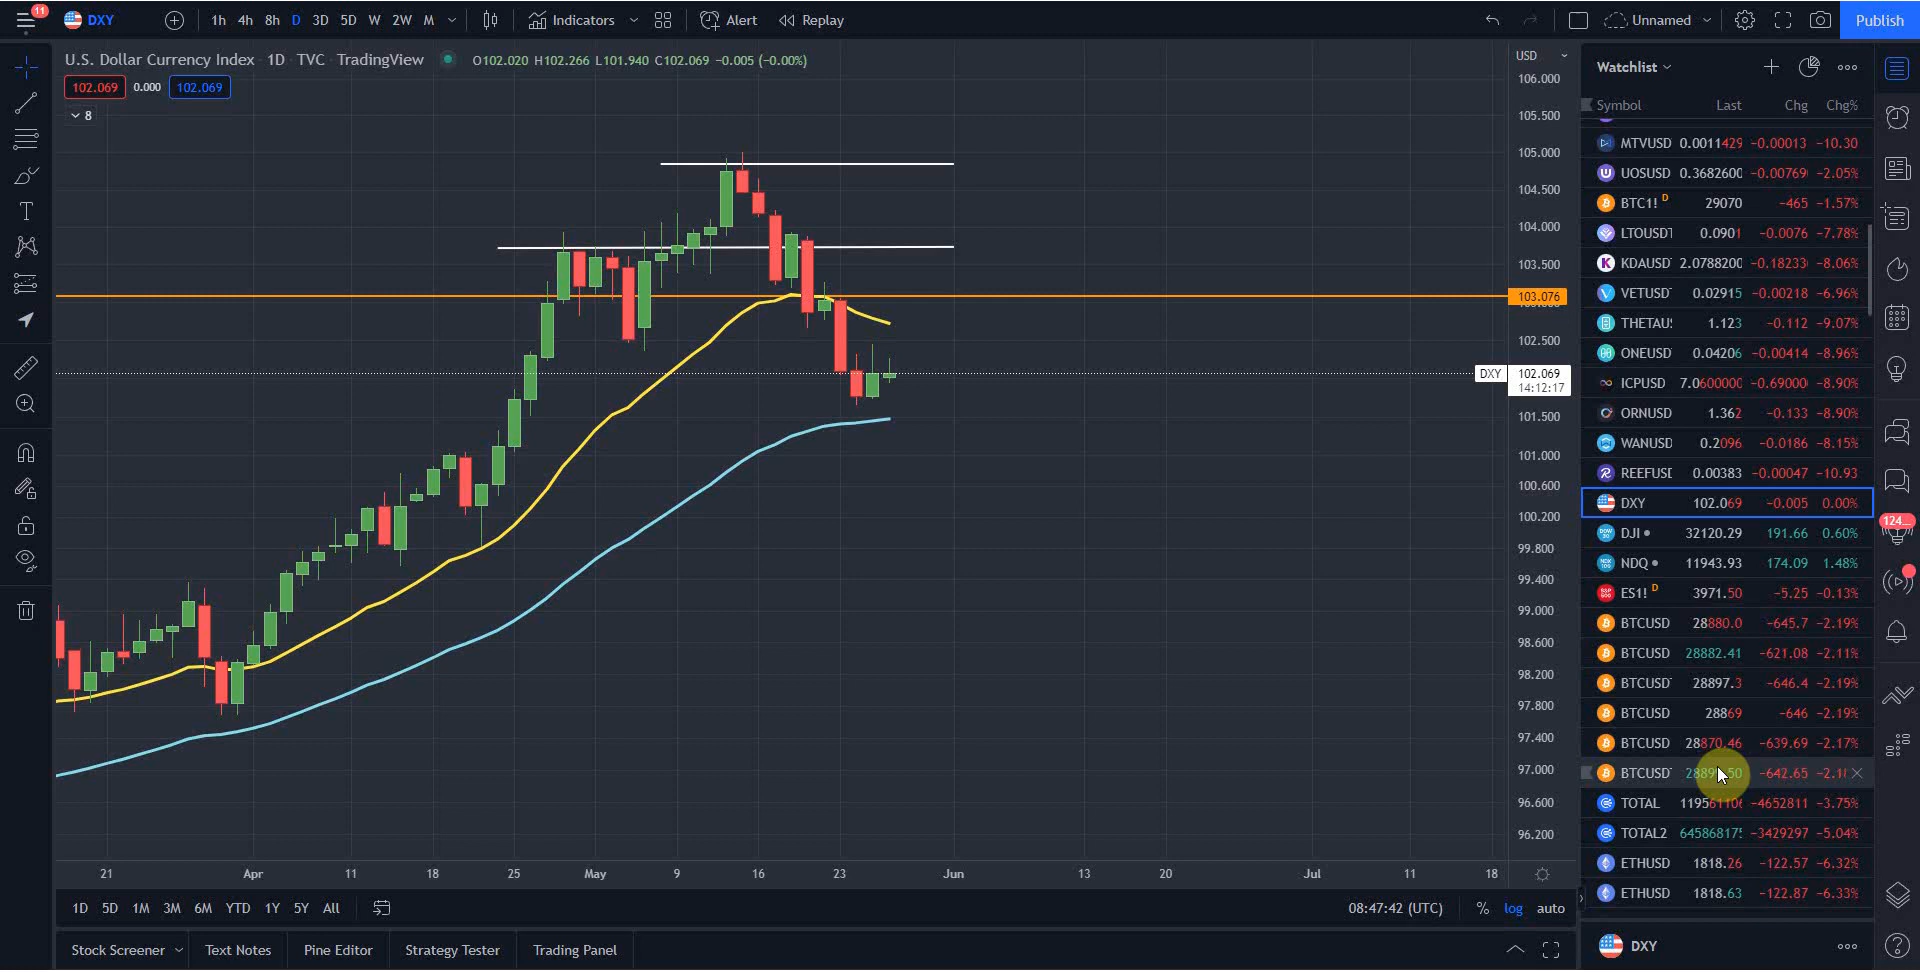 11
DXY
1h 4h 8h D 3D 5D W 2W M
Indicators
Alert
Replay
Unnamed
Publish
U.S. Dollar Currency Index 1D TVC TradingView
O102.020 H102.266 L101.940 C102.069 −0.005 (−0.00%)
102.069 0.000 102.069
8
USD
106.000
105.500
105.000
104.500
104.000
103.500
103.076
102.500
DXY 102.069
14:12:17
101.500
101.000
100.600
100.200
99.800
99.400
99.000
98.600
98.200
97.800
97.400
97.000
96.600
96.200
21 Apr 11 18 25 May 9 16 23 Jun 13 20 Jul 11 18
1D 5D 1M 3M 6M YTD 1Y 5Y All
08:47:42 (UTC) % log auto
Stock Screener Text Notes Pine Editor Strategy Tester Trading Panel
Watchlist
Symbol Last Chg Chg%
MTVUSD 0.0011429 −0.00013 −10.30
UOSUSD 0.3682600 −0.00769 −2.05%
BTC1! D 29070 −465 −1.57%
LTOUSDT 0.0901 −0.0076 −7.78%
KDAUSD 2.0788200 −0.18233 −8.06%
VETUSD 0.02915 −0.00218 −6.96%
THETAU 1.123 −0.112 −9.07%
ONEUSD 0.04206 −0.00414 −8.96%
ICPUSD 7.0600000 −0.69000 −8.90%
ORNUSD 1.362 −0.133 −8.90%
WANUSD 0.2096 −0.0186 −8.15%
REEFUSD 0.00383 −0.00047 −10.93
DXY 102.069 −0.005 0.00%
DJI 32120.29 191.66 0.60%
NDQ 11943.93 174.09 1.48%
ES1! D 3971.50 −5.25 −0.13%
BTCUSD 28880.0 −645.7 −2.19%
BTCUSD 28882.41 −621.08 −2.11%
BTCUSD 28897.3 −646.4 −2.19%
BTCUSD 28869 −646 −2.19%
BTCUSD 28870.46 −639.69 −2.17%
BTCUSD −642.65 −2.18
TOTAL −4652811 −3.75%
TOTAL2 −3429297 −5.04%
ETHUSD 1818.26 −122.57 −6.32%
ETHUSD 1818.63 −122.87 −6.33%
DXY
124...